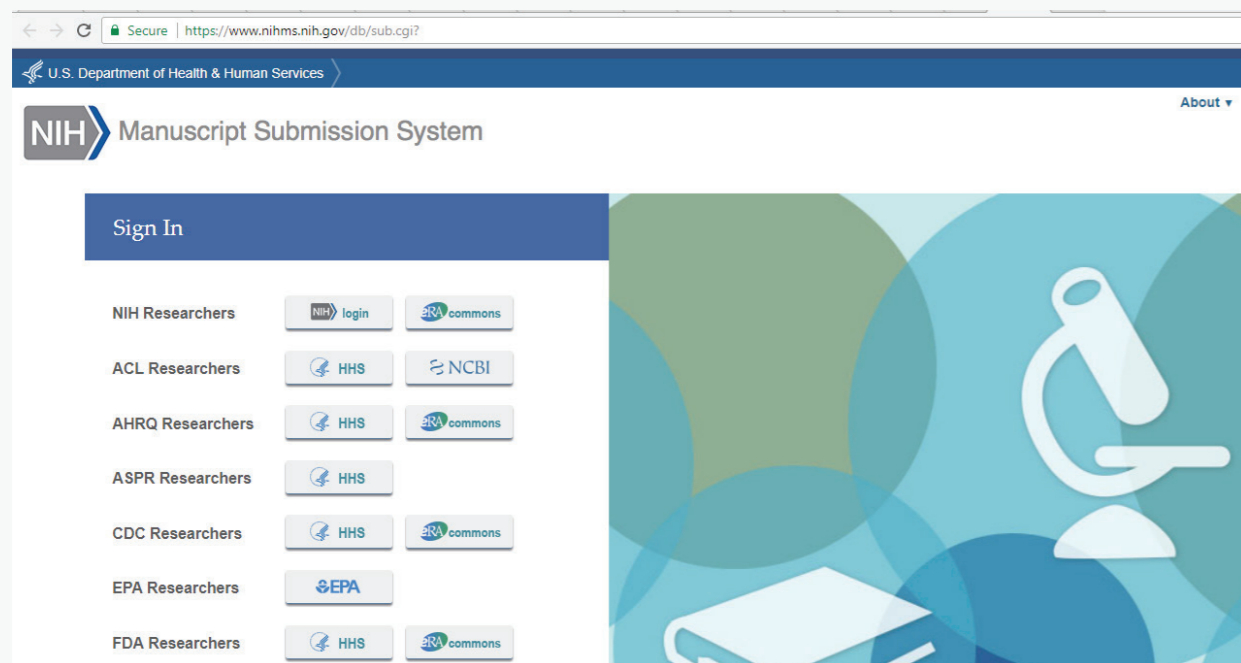 Secure | https://www.nihms.nih.gov/db/sub.cgi?
U.S. Department of Health & Human Services
About ▾
NIH Manuscript Submission System
Sign In
NIH Researchers NIH login eRA commons
ACL Researchers HHS NCBI
AHRQ Researchers HHS eRA commons
ASPR Researchers HHS
CDC Researchers HHS eRA commons
EPA Researchers EPA
FDA Researchers HHS eRA commons